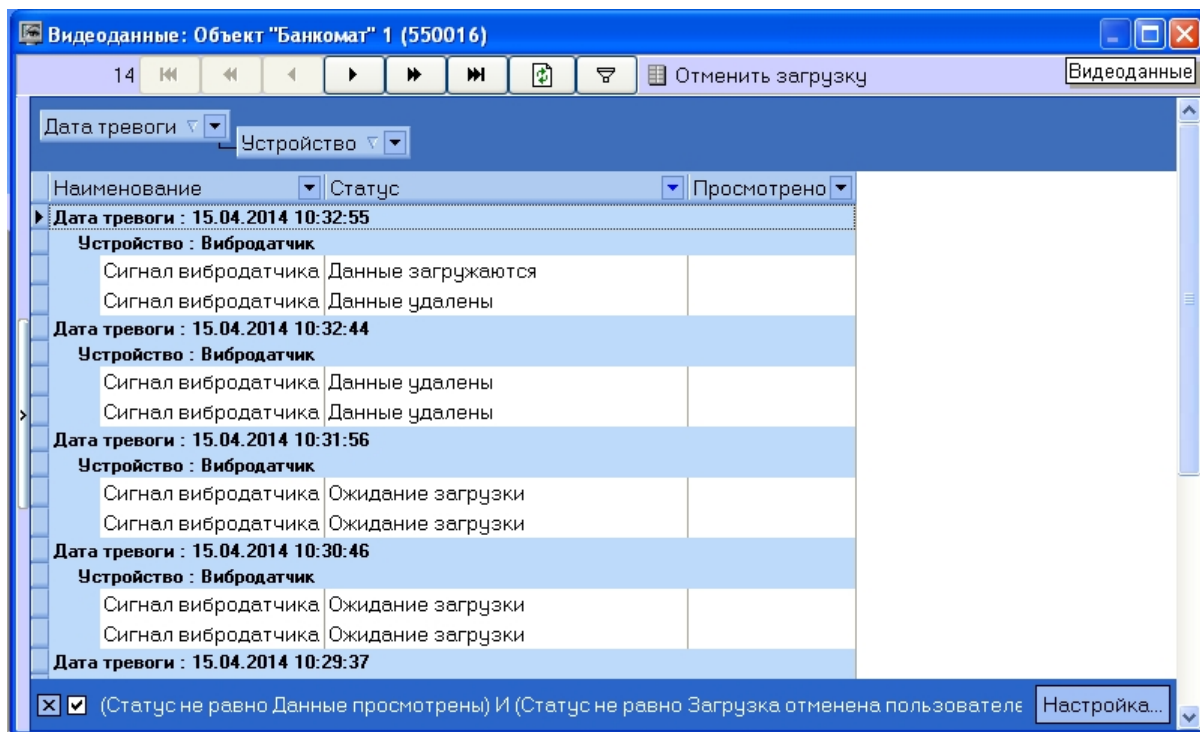 Видеоданные: Объект "Банкомат" 1 (550016)
14 Отменить загрузку Видеоданные
Дата тревоги
Устройство
Наименование Статус Просмотрено
Дата тревоги : 15.04.2014 10:32:55
Устройство : Вибродатчик
Сигнал вибродатчика Данные загружаются
Сигнал вибродатчика Данные удалены
Дата тревоги : 15.04.2014 10:32:44
Устройство : Вибродатчик
Сигнал вибродатчика Данные удалены
Сигнал вибродатчика Данные удалены
Дата тревоги : 15.04.2014 10:31:56
Устройство : Вибродатчик
Сигнал вибродатчика Ожидание загрузки
Сигнал вибродатчика Ожидание загрузки
Дата тревоги : 15.04.2014 10:30:46
Устройство : Вибродатчик
Сигнал вибродатчика Ожидание загрузки
Сигнал вибродатчика Ожидание загрузки
Дата тревоги : 15.04.2014 10:29:37
(Статус не равно Данные просмотрены) И (Статус не равно Загрузка отменена пользователе Настройка...